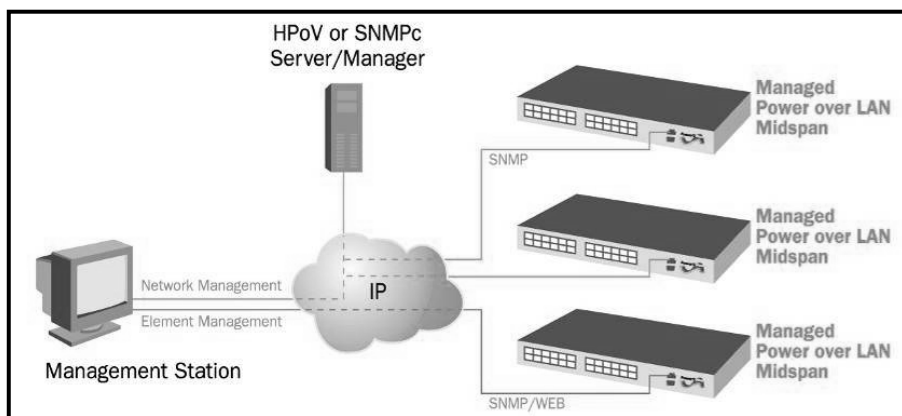 HPoV or SNMPc
Server/Manager
Managed
Power over LAN
Midspan
SNMP
Managed
Power over LAN
Midspan
Network Management
IP
Element Management
Management Station
Managed
Power over LAN
Midspan
SNMP/WEB